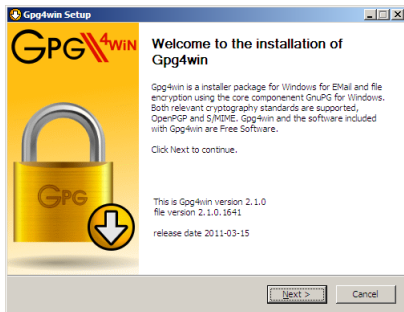 Gpg4win Setup
GPG4WIN
Welcome to the installation of
Gpg4win
Gpg4win is a installer package for Windows for EMail and file
encryption using the core componenent GnuPG for Windows.
Both relevant cryptography standards are supported,
OpenPGP and S/MIME. Gpg4win and the software included
with Gpg4win are Free Software.
Click Next to continue.
GPG
This is Gpg4win version 2.1.0
file version 2.1.0.1641
release date 2011-03-15
Next >
Cancel